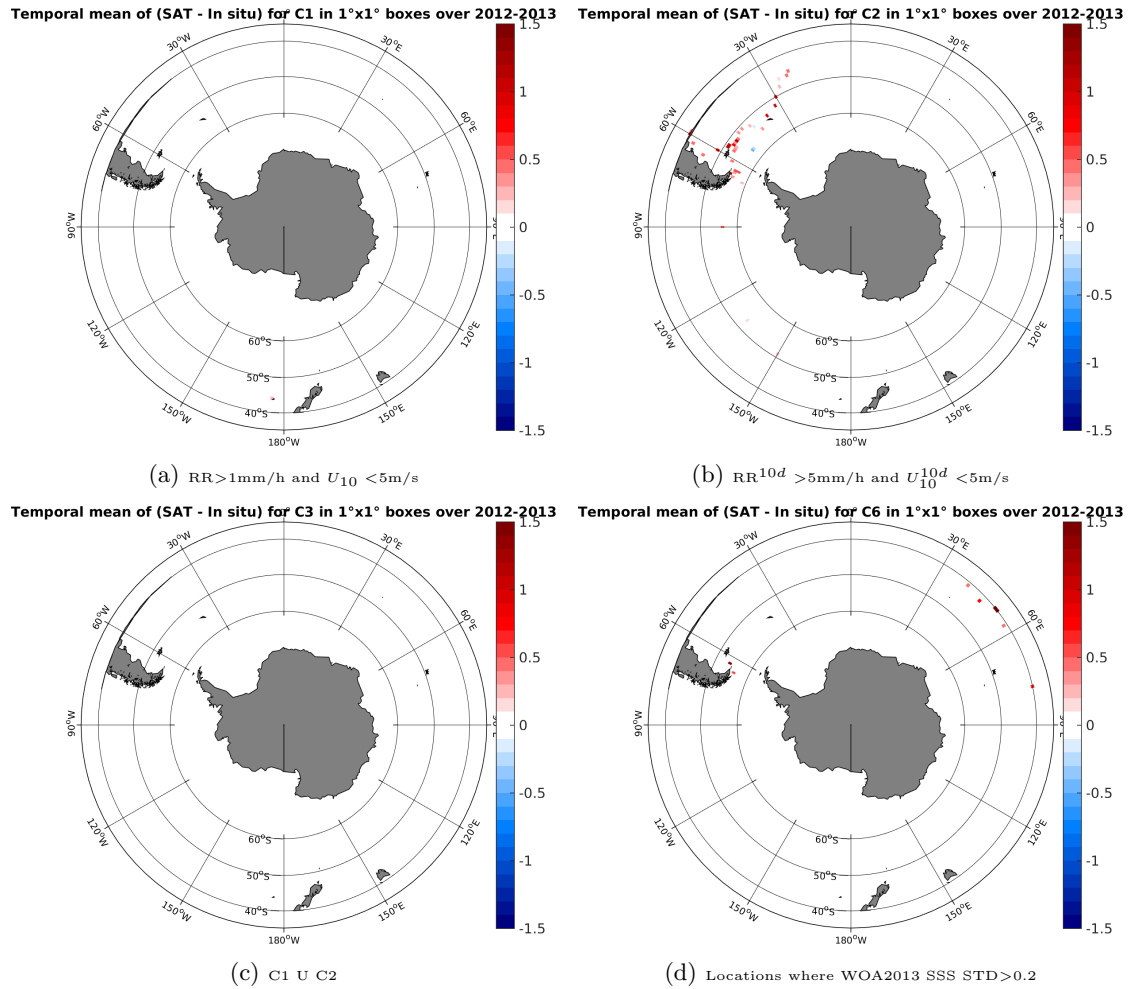 Temporal mean of (SAT - In situ) for C1 in 1°x1° boxes over 2012-2013
Temporal mean of (SAT - In situ) for C2 in 1°x1° boxes over 2012-2013
30°W
30°E
60°W
60°E
90°W
120°W
120°E
150°W
150°E
180°W
60°S
50°S
40°S
1.5
1
0.5
0
-0.5
-1
-1.5
30°W
30°E
60°W
60°E
90°W
120°W
120°E
150°W
150°E
180°W
60°S
50°S
40°S
1.5
1
0.5
0
-0.5
-1
-1.5
(a) RR>1mm/h and U10 <5m/s
(b) RR10d >5mm/h and U10d10 <5m/s
Temporal mean of (SAT - In situ) for C3 in 1°x1° boxes over 2012-2013
Temporal mean of (SAT - In situ) for C6 in 1°x1° boxes over 2012-2013
30°W
30°E
60°W
60°E
90°W
120°W
120°E
150°W
150°E
180°W
60°S
50°S
40°S
1.5
1
0.5
0
-0.5
-1
-1.5
30°W
30°E
60°W
60°E
90°W
120°W
120°E
150°W
150°E
180°W
60°S
50°S
40°S
1.5
1
0.5
0
-0.5
-1
-1.5
(c) C1 U C2
(d) Locations where WOA2013 SSS STD>0.2